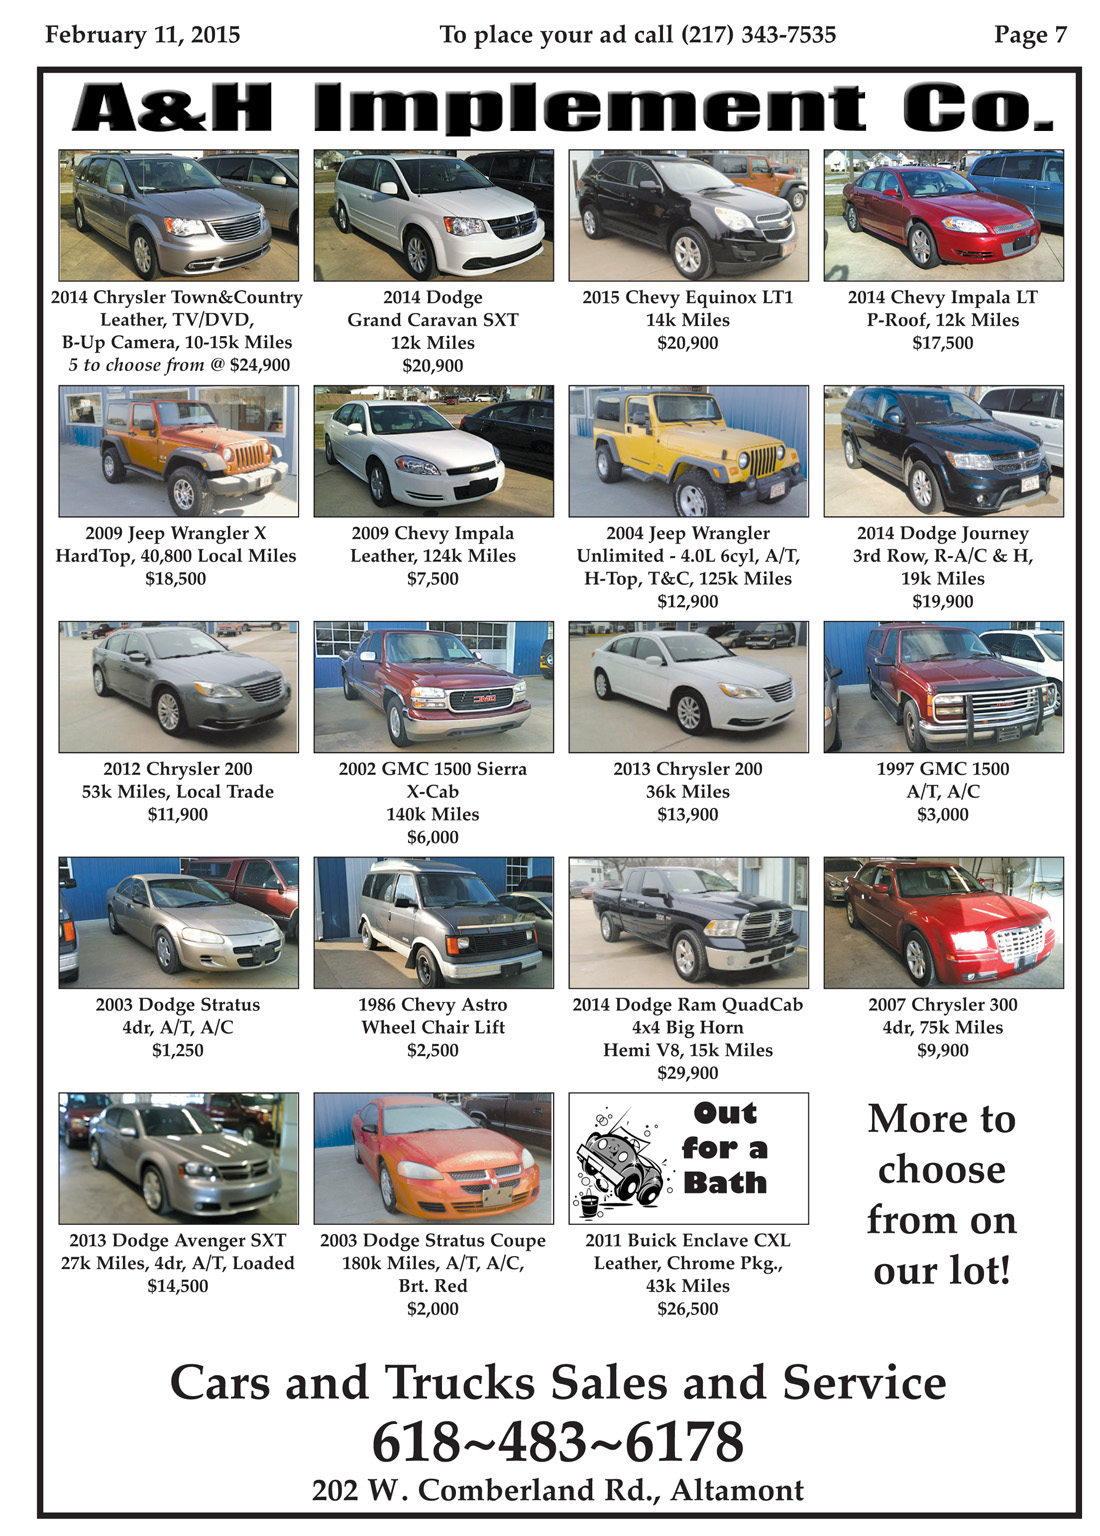 February 11, 2015
To place your ad call (217) 343-7535
Page 7
A&H Implement Co.
2014 Chrysler Town&Country
Leather, TV/DVD,
B-Up Camera, 10-15k Miles
5 to choose from @ $24,900
2014 Dodge
Grand Caravan SXT
12k Miles
$20,900
2015 Chevy Equinox LT1
14k Miles
$20,900
2014 Chevy Impala LT
P-Roof, 12k Miles
$17,500
2009 Jeep Wrangler X
HardTop, 40,800 Local Miles
$18,500
2009 Chevy Impala
Leather, 124k Miles
$7,500
2004 Jeep Wrangler
Unlimited - 4.0L 6cyl, A/T,
H-Top, T&C, 125k Miles
$12,900
2014 Dodge Journey
3rd Row, R-A/C & H,
19k Miles
$19,900
2012 Chrysler 200
53k Miles, Local Trade
$11,900
2002 GMC 1500 Sierra
X-Cab
140k Miles
$6,000
2013 Chrysler 200
36k Miles
$13,900
1997 GMC 1500
A/T, A/C
$3,000
2003 Dodge Stratus
4dr, A/T, A/C
$1,250
1986 Chevy Astro
Wheel Chair Lift
$2,500
2014 Dodge Ram QuadCab
4x4 Big Horn
Hemi V8, 15k Miles
$29,900
2007 Chrysler 300
4dr, 75k Miles
$9,900
2013 Dodge Avenger SXT
27k Miles, 4dr, A/T, Loaded
$14,500
2003 Dodge Stratus Coupe
180k Miles, A/T, A/C,
Brt. Red
$2,000
Out
for a
Bath
2011 Buick Enclave CXL
Leather, Chrome Pkg.,
43k Miles
$26,500
More to
choose
from on
our lot!
Cars and Trucks Sales and Service
618~483~6178
202 W. Comberland Rd., Altamont